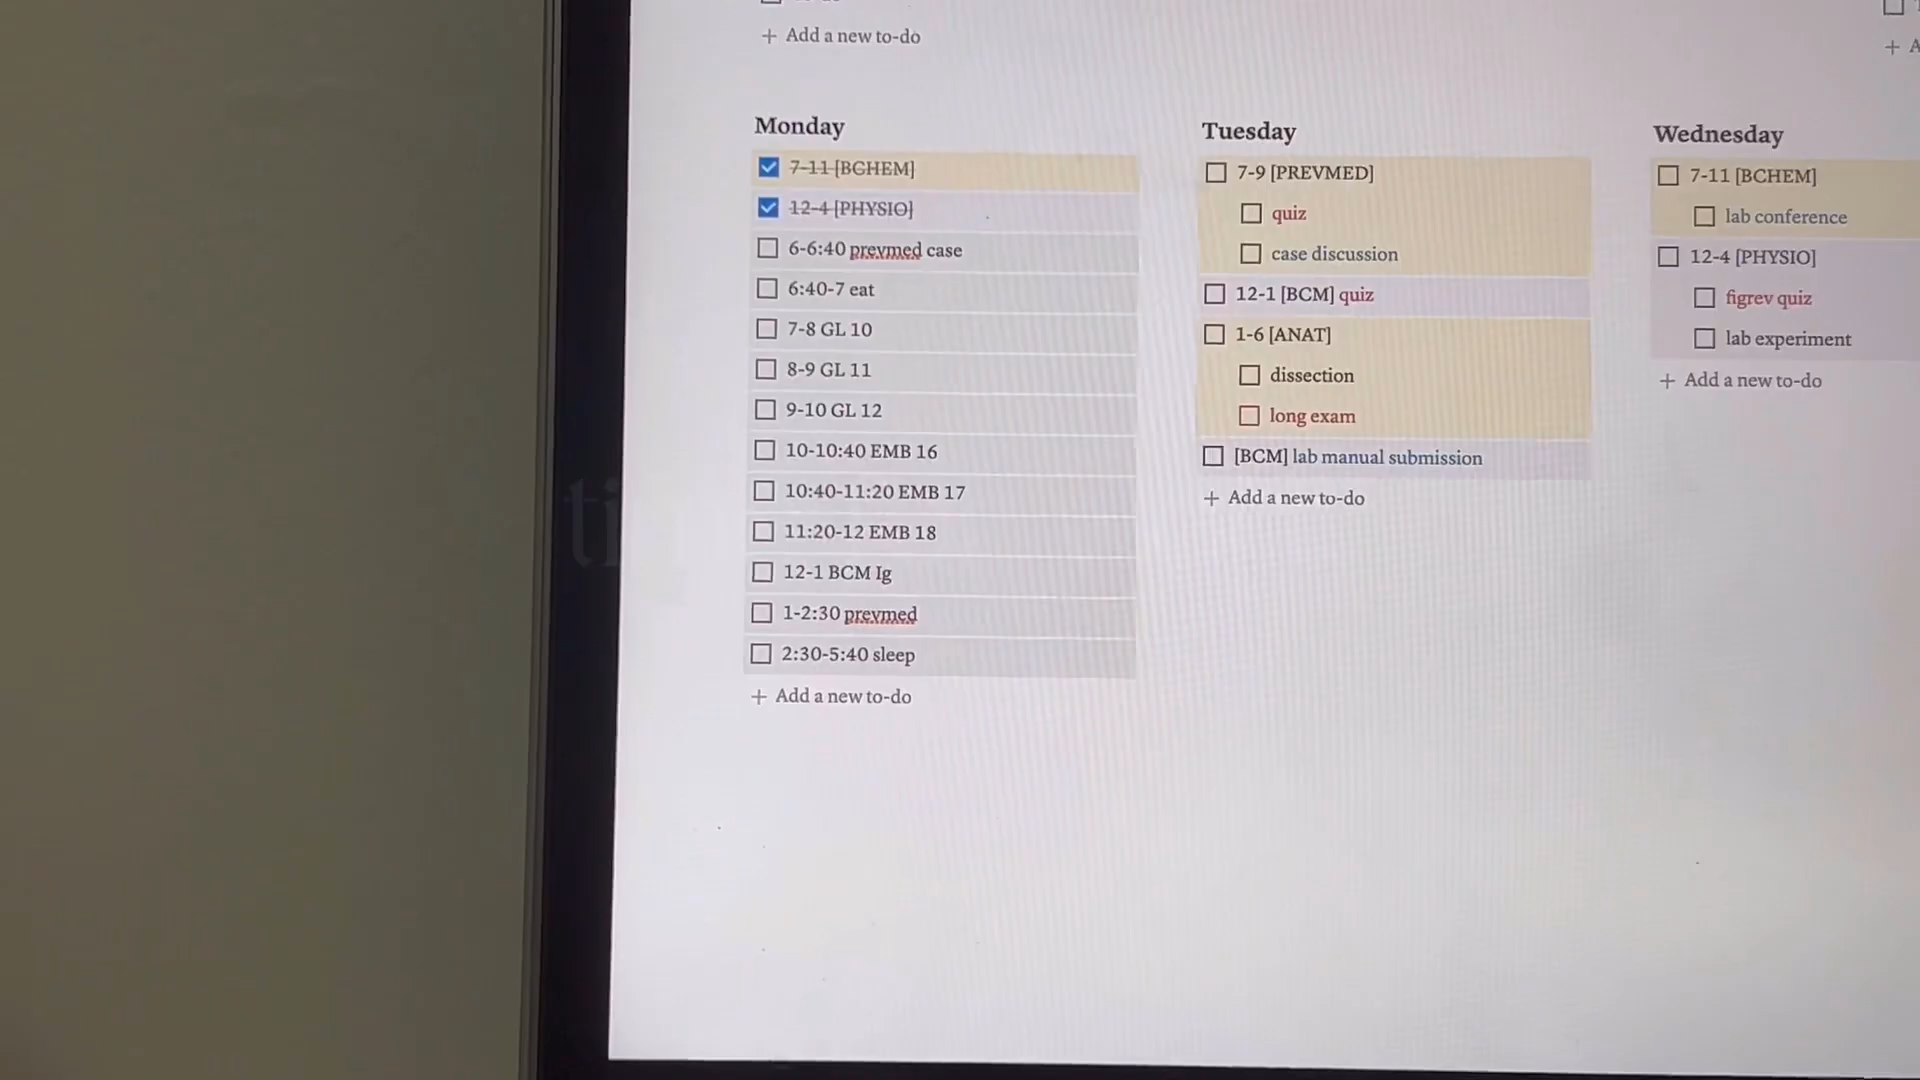 + Add a new to-do
+ A
Monday
7-11 [BCHEM]
12-4 [PHYSIO]
6-6:40 prevmed case
6:40-7 eat
7-8 GL 10
8-9 GL 11
9-10 GL 12
10-10:40 EMB 16
10:40-11:20 EMB 17
11:20-12 EMB 18
12-1 BCM Ig
1-2:30 prevmed
2:30-5:40 sleep
+ Add a new to-do
Tuesday
7-9 [PREVMED]
quiz
case discussion
12-1 [BCM] quiz
1-6 [ANAT]
dissection
long exam
[BCM] lab manual submission
+ Add a new to-do
Wednesday
7-11 [BCHEM]
lab conference
12-4 [PHYSIO]
figrev quiz
lab experiment
+ Add a new to-do